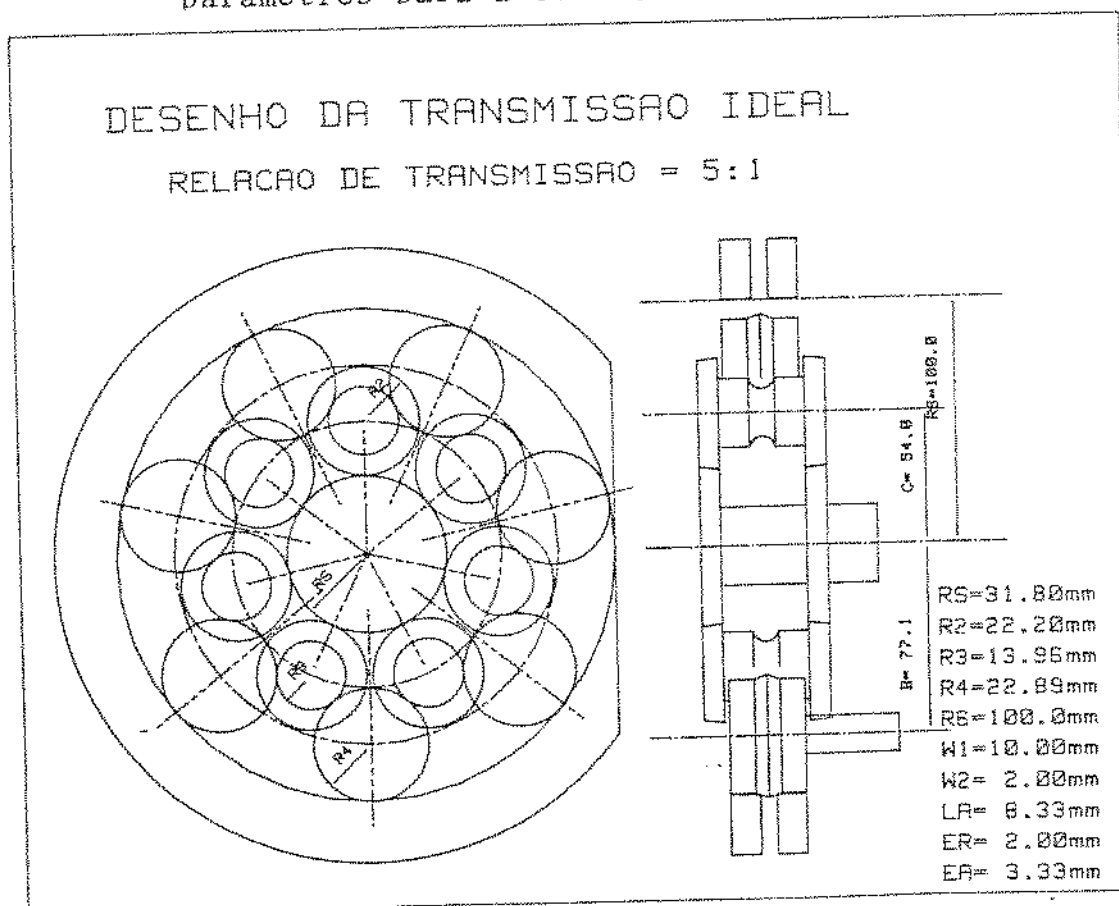 DESENHO DA TRANSMISSAO IDEAL
RELACAO DE TRANSMISSAO = 5:1
R2
RS
R3
R4
R6=100.0
C= 54.0
B= 77.1
RS=31.80mm
R2=22.20mm
R3=13.95mm
R4=22.89mm
R6=100.0mm
W1=10.00mm
W2= 2.00mm
LA= 8.33mm
ER= 2.00mm
EA= 3.33mm